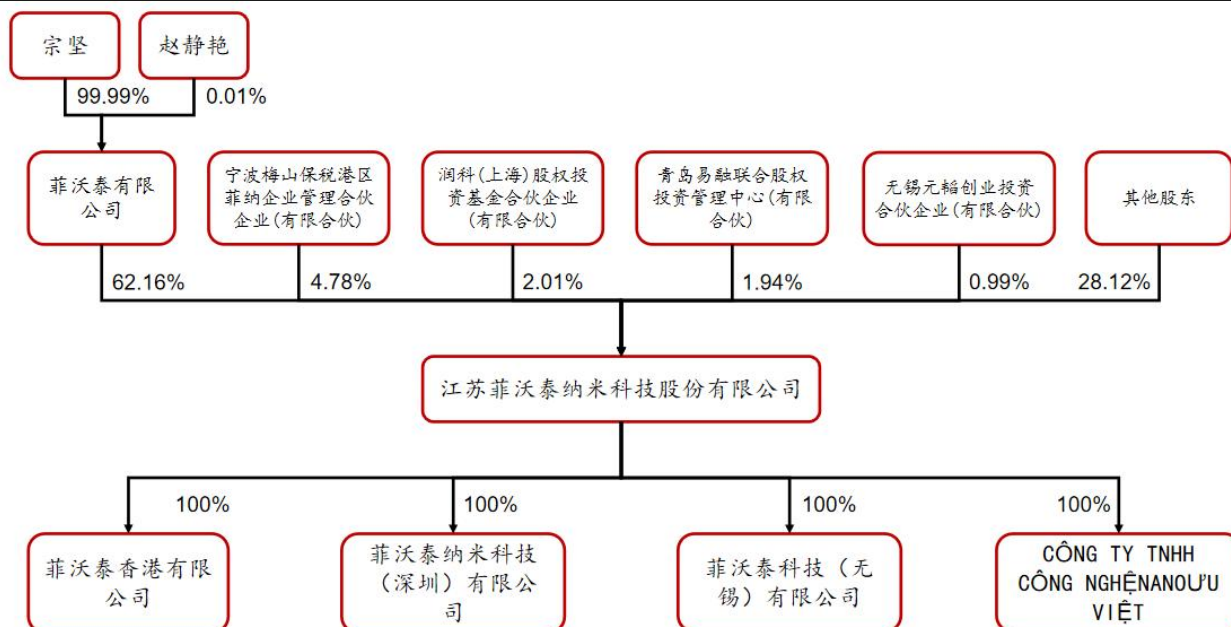 宗坚
赵静艳
99.99%
0.01%
菲沃泰有限
公司
宁波梅山保税港区
菲纳企业管理合伙
企业(有限合伙)
润科(上海)股权投
资基金合伙企业
(有限合伙)
青岛易融联合股权
投资管理中心(有限
合伙)
无锡元韬创业投资
合伙企业(有限合伙)
其他股东
62.16%
4.78%
2.01%
1.94%
0.99%
28.12%
江苏菲沃泰纳米科技股份有限公司
100%
100%
100%
100%
菲沃泰香港有限
公司
菲沃泰纳米科技
（深圳）有限公
司
菲沃泰科技（无
锡）有限公司
CÔNG TY TNHH
CÔNG NGHỆNANOƯU
VIỆT